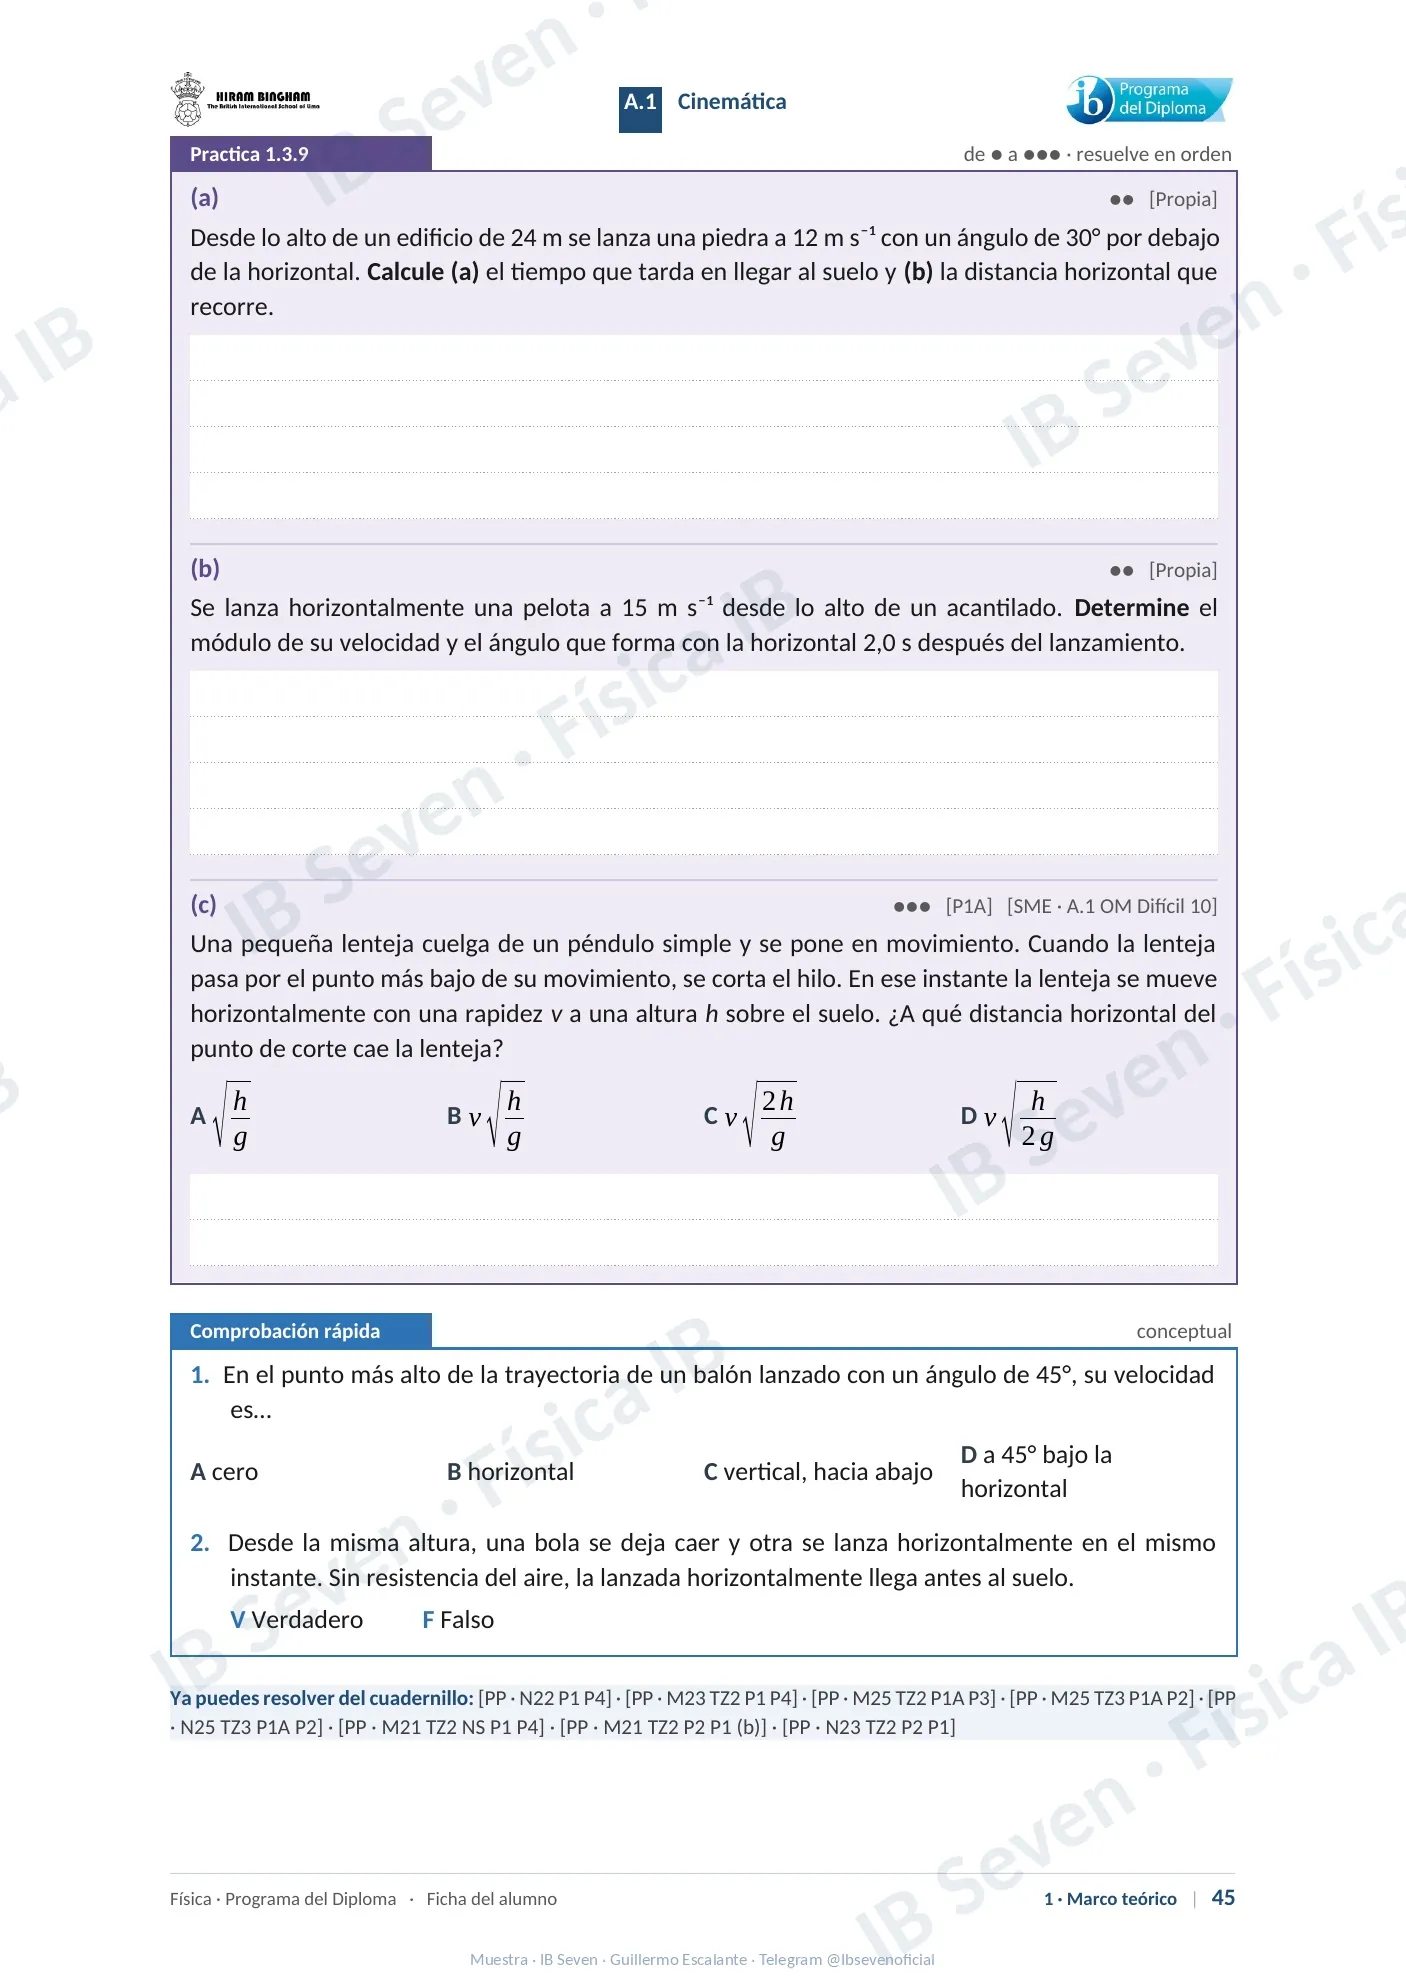 HIRAM BINGHAM
The British International School of Lima
A.1 Cinemática
ib Programa
del Diploma
Practica 1.3.9
de ● a ●●● · resuelve en orden
(a) ●● [Propia]
Desde lo alto de un edificio de 24 m se lanza una piedra a 12 m s⁻¹ con un ángulo de 30° por debajo
de la horizontal. Calcule (a) el tiempo que tarda en llegar al suelo y (b) la distancia horizontal que
recorre.
(b) ●● [Propia]
Se lanza horizontalmente una pelota a 15 m s⁻¹ desde lo alto de un acantilado. Determine el
módulo de su velocidad y el ángulo que forma con la horizontal 2,0 s después del lanzamiento.
(c) ●●● [P1A] [SME · A.1 OM Difícil 10]
Una pequeña lenteja cuelga de un péndulo simple y se pone en movimiento. Cuando la lenteja
pasa por el punto más bajo de su movimiento, se corta el hilo. En ese instante la lenteja se mueve
horizontalmente con una rapidez v a una altura h sobre el suelo. ¿A qué distancia horizontal del
punto de corte cae la lenteja?
A √(h/g) B v√(h/g) C v√(2h/g) D v√(h/2g)
Comprobación rápida
conceptual
1. En el punto más alto de la trayectoria de un balón lanzado con un ángulo de 45°, su velocidad
es…
A cero B horizontal C vertical, hacia abajo D a 45° bajo la
horizontal
2. Desde la misma altura, una bola se deja caer y otra se lanza horizontalmente en el mismo
instante. Sin resistencia del aire, la lanzada horizontalmente llega antes al suelo.
V Verdadero F Falso
Ya puedes resolver del cuadernillo: [PP · N22 P1 P4] · [PP · M23 TZ2 P1 P4] · [PP · M25 TZ2 P1A P3] · [PP · M25 TZ3 P1A P2] · [PP
· N25 TZ3 P1A P2] · [PP · M21 TZ2 NS P1 P4] · [PP · M21 TZ2 P2 P1 (b)] · [PP · N23 TZ2 P2 P1]
Física · Programa del Diploma · Ficha del alumno
1 · Marco teórico | 45
Muestra · IB Seven · Guillermo Escalante · Telegram @Ibsevenoficial
IB Seven · Física IB